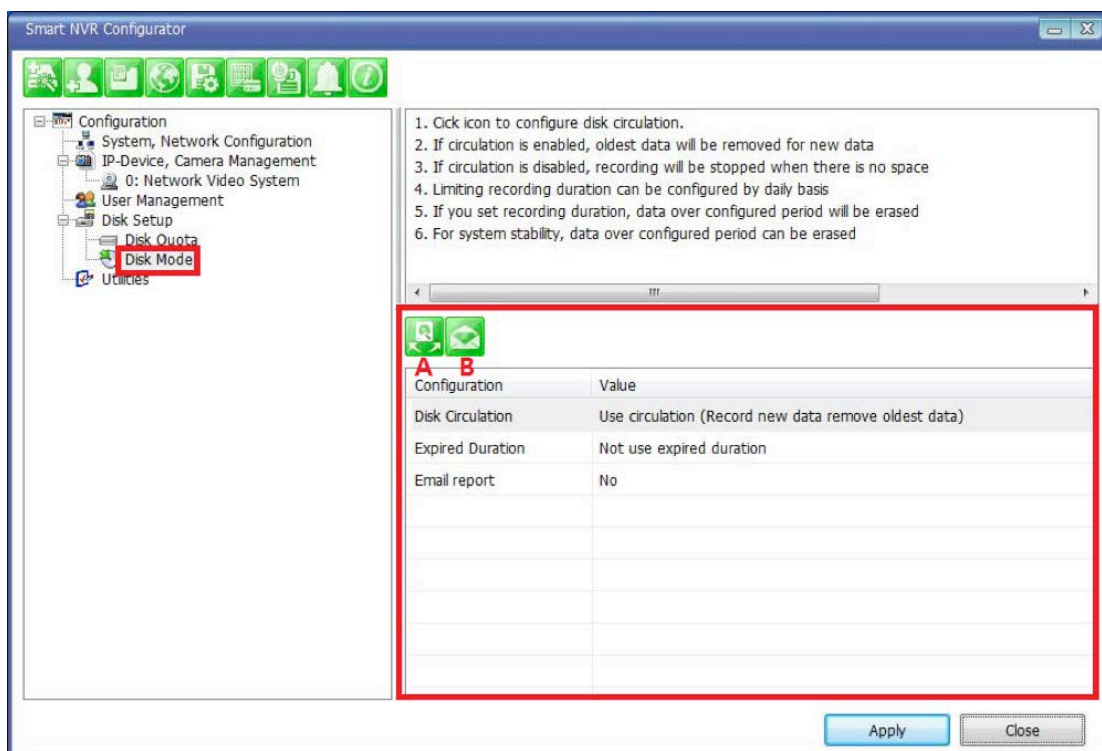 Smart NVR Configurator
Configuration
System, Network Configuration
IP-Device, Camera Management
0: Network Video System
User Management
Disk Setup
Disk Quota
Disk Mode
Utilities
1. Cick icon to configure disk circulation.
2. If circulation is enabled, oldest data will be removed for new data
3. If circulation is disabled, recording will be stopped when there is no space
4. Limiting recording duration can be configured by daily basis
5. If you set recording duration, data over configured period will be erased
6. For system stability, data over configured period can be erased
A B
Configuration Value
Disk Circulation Use circulation (Record new data remove oldest data)
Expired Duration Not use expired duration
Email report No
Apply Close